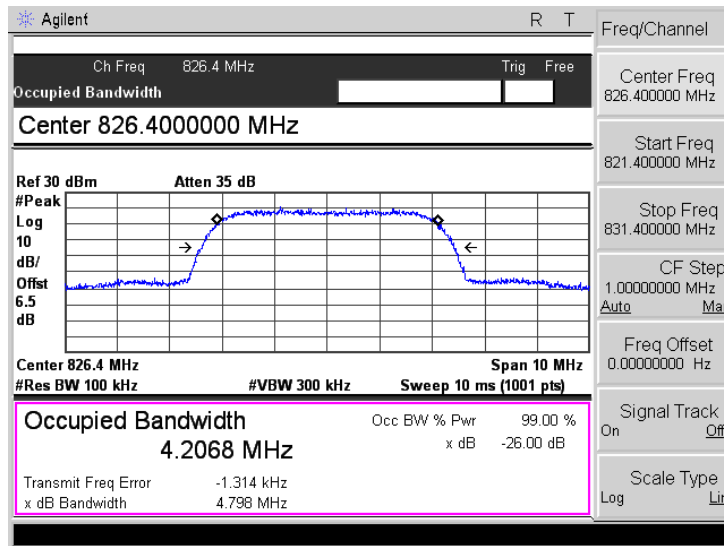 Agilent R T
Ch Freq 826.4 MHz Trig Free
Occupied Bandwidth
Center 826.4000000 MHz
Ref 30 dBm Atten 35 dB
#Peak
Log
10
dB/
Offst
6.5
dB
Center 826.4 MHz Span 10 MHz
#Res BW 100 kHz #VBW 300 kHz Sweep 10 ms (1001 pts)
Occupied Bandwidth
4.2068 MHz
Occ BW % Pwr 99.00 %
x dB -26.00 dB
Transmit Freq Error -1.314 kHz
x dB Bandwidth 4.798 MHz
Freq/Channel
Center Freq
826.400000 MHz
Start Freq
821.400000 MHz
Stop Freq
831.400000 MHz
CF Step
1.00000000 MHz
Auto Ma
Freq Offset
0.00000000 Hz
Signal Track
On Off
Scale Type
Log Lin